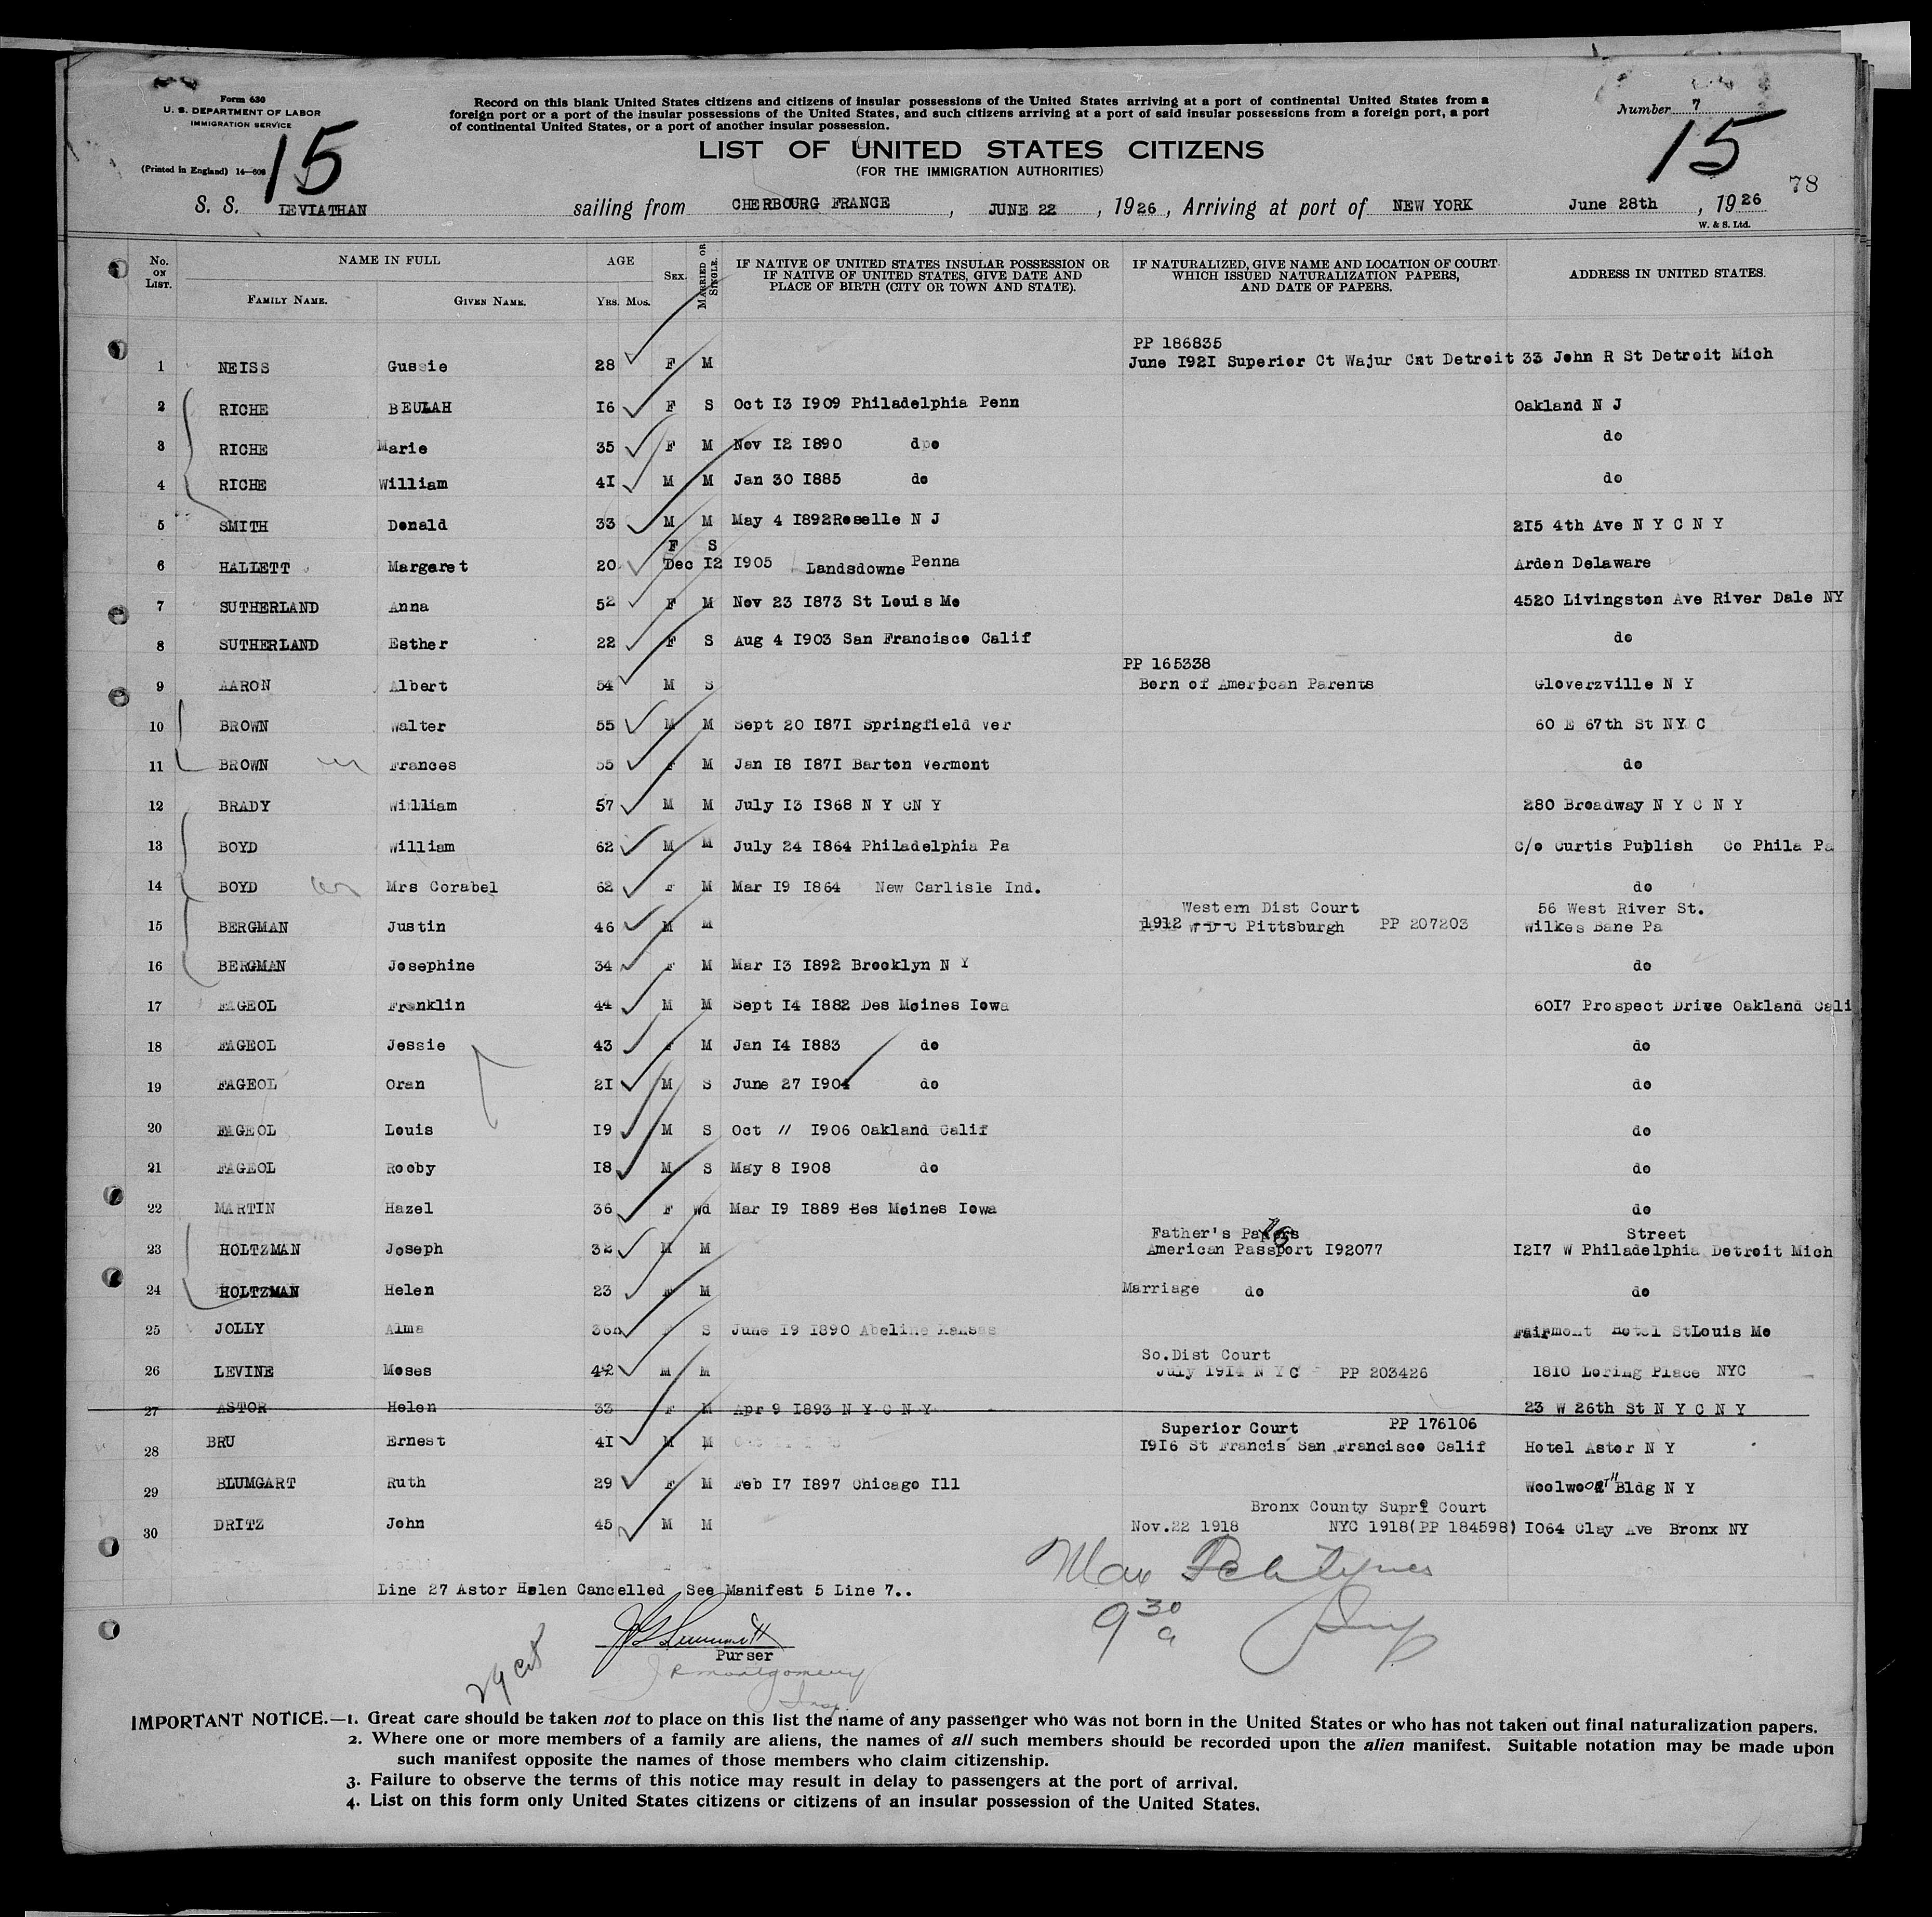 Form 630
U. S. DEPARTMENT OF LABOR
IMMIGRATION SERVICE
(Printed in England) 14—608
15
Record on this blank United States citizens and citizens of insular possessions of the United States arriving at a port of continental United States from a
foreign port or a port of the insular possessions of the United States, and such citizens arriving at a port of said insular possessions from a foreign port, a port
of continental United States, or a port of another insular possession.
Number 7
15
78
LIST OF UNITED STATES CITIZENS
(FOR THE IMMIGRATION AUTHORITIES)
S. S. LEVIATHAN sailing from CHERBOURG FRANCE , JUNE 22 , 1926, Arriving at port of NEW YORK June 28th , 1926
W. & S. Ltd.
No. ON LIST. NAME IN FULL FAMILY NAME. GIVEN NAME. AGE YRS. MOS. SEX MARRIED OR SINGLE. IF NATIVE OF UNITED STATES INSULAR POSSESSION OR IF NATIVE OF UNITED STATES, GIVE DATE AND PLACE OF BIRTH (CITY OR TOWN AND STATE). IF NATURALIZED, GIVE NAME AND LOCATION OF COURT WHICH ISSUED NATURALIZATION PAPERS, AND DATE OF PAPERS. ADDRESS IN UNITED STATES.
PP 186835
1 NEISS Gussie 28 F M June 1921 Superior Ct Wajur Cnt Detroit 33 John R St Detroit Mich
2 RICHE BEULAH 16 F S Oct 13 1909 Philadelphia Penn Oakland N J
3 RICHE Marie 35 F M Nov 12 1890 do do
4 RICHE William 41 M M Jan 30 1885 do do
5 SMITH Donald 33 M M May 4 1892Roselle N J 215 4th Ave N Y C N Y
F S
6 HALLETT Margaret 20 Dec 12 1905 Landsdowne Penna Arden Delaware
7 SUTHERLAND Anna 52 F M Nov 23 1873 St Louis Mo 4520 Livingston Ave River Dale NY
8 SUTHERLAND Esther 22 F S Aug 4 1903 San Francisco Calif do
PP 165338
9 AARON Albert 54 M S Born of American Parents Gloverzville N Y
10 BROWN Walter 55 M M Sept 20 1871 Springfield Ver 60 E 67th St NY C
11 BROWN Frances 55 F M Jan 18 1871 Barton Vermont do
12 BRADY William 57 M M July 13 1868 N Y CN Y 280 Broadway N Y C N Y
13 BOYD William 62 M M July 24 1864 Philadelphia Pa C/o Curtis Publish Co Phila Pa
14 BOYD Mrs Corabel 62 F M Mar 19 1864 New Carlisle Ind. do
Western Dist Court 56 West River St.
15 BERGMAN Justin 46 M M 1912 W D C Pittsburgh PP 207203 Wilkes Bane Pa
16 BERGMAN Josephine 34 F M Mar 13 1892 Brooklyn N Y do
17 FAGEOL Franklin 44 M M Sept 14 1882 Des Moines Iowa 6017 Prospect Drive Oakland Cali
18 FAGEOL Jessie 43 F M Jan 14 1883 do do
19 FAGEOL Oran 21 M S June 27 1904 do do
20 FAGEOL Louis 19 M S Oct " 1906 Oakland Calif do
21 FAGEOL Rooby 18 M S May 8 1908 do do
22 MARTIN Hazel 36 F Wd Mar 19 1889 Des Moines Iowa do
Father's Papers Street
23 HOLTZMAN Joseph 32 M M American Passport 192077 1217 W Philadelphia Detroit Mich
24 HOLTZMAN Helen 23 F M Marriage do do
25 JOLLY Alma 36 F S June 19 1890 Abeline Kansas Fairmont Hotel StLouis Mo
So.Dist Court
26 LEVINE Moses 42 M M July 1914 N Y C PP 203426 1810 Loring Place NYC
27 ASTOR Helen 33 F M Apr 9 1893 N Y C N Y 23 W 26th St N Y C N Y
Superior Court PP 176106
28 BRU Ernest 41 M M 1916 St Francis San Francisco Calif Hotel Astor N Y
29 BLUMGART Ruth 29 F M Feb 17 1897 Chicago Ill Woolworth Bldg N Y
Bronx County Supre Court
30 DRITZ John 45 M M Nov.22 1918 NYC 1918(PP 184598) 1064 Clay Ave Bronx NY
Line 27 Astor Helen Cancelled See Manifest 5 Line 7..
Max
9 30 a
Purser
J R Montgomery
Insp
29 cit
IMPORTANT NOTICE.—1. Great care should be taken not to place on this list the name of any passenger who was not born in the United States or who has not taken out final naturalization papers.
2. Where one or more members of a family are aliens, the names of all such members should be recorded upon the alien manifest. Suitable notation may be made upon
such manifest opposite the names of those members who claim citizenship.
3. Failure to observe the terms of this notice may result in delay to passengers at the port of arrival.
4. List on this form only United States citizens or citizens of an insular possession of the United States.